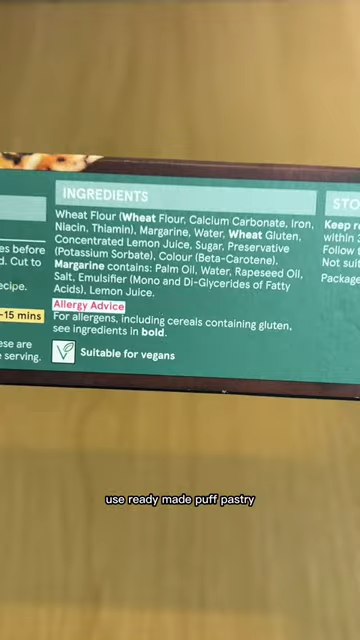 INGREDIENTS
Wheat Flour (Wheat Flour, Calcium Carbonate, Iron,
Niacin, Thiamin), Margarine, Water, Wheat Gluten,
Concentrated Lemon Juice, Sugar, Preservative
(Potassium Sorbate), Colour (Beta-Carotene).
Margarine contains: Palm Oil, Water, Rapeseed Oil,
Salt, Emulsifier (Mono and Di-Glycerides of Fatty
Acids), Lemon Juice.
Allergy Advice
For allergens, including cereals containing gluten,
see ingredients in bold.
Suitable for vegans
es before
d. Cut to
ecipe.
-15 mins
ese are
e serving.
STO
Keep r
within 3
Follow t
Not suit
Package
use ready made puff pastry